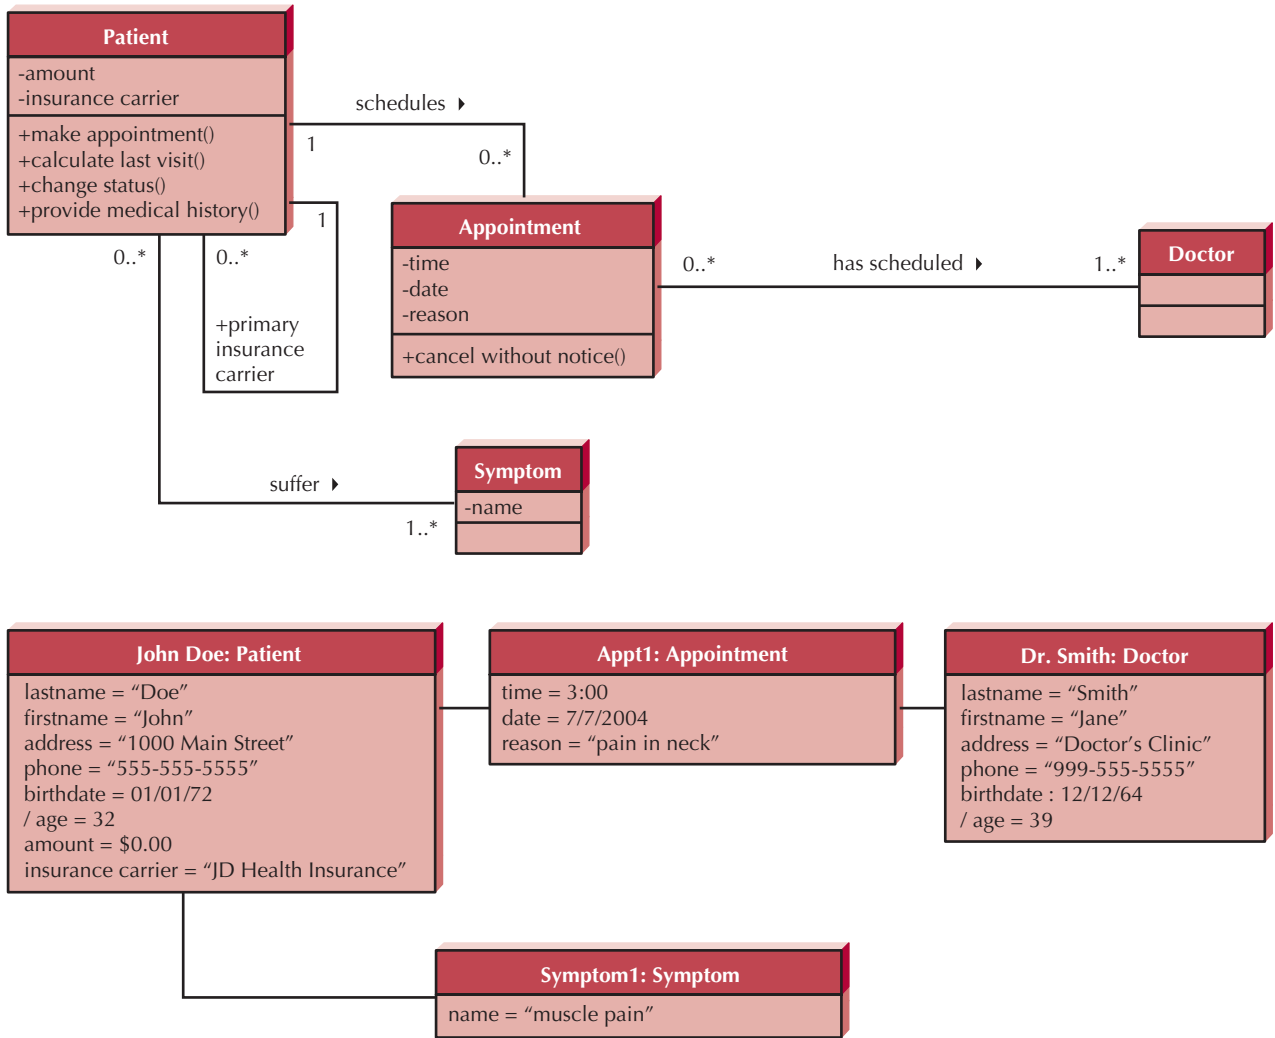 Patient
-amount
-insurance carrier
+make appointment()
+calculate last visit()
+change status()
+provide medical history()
schedules
1
0..*
1
0..*
0..*
+primary
insurance
carrier
Appointment
-time
-date
-reason
+cancel without notice()
0..*
has scheduled
1..*
Doctor
suffer
1..*
Symptom
-name
John Doe: Patient
lastname = “Doe”
firstname = “John”
address = “1000 Main Street”
phone = “555-555-5555”
birthdate = 01/01/72
/ age = 32
amount = $0.00
insurance carrier = “JD Health Insurance”
Appt1: Appointment
time = 3:00
date = 7/7/2004
reason = “pain in neck”
Dr. Smith: Doctor
lastname = “Smith”
firstname = “Jane”
address = “Doctor’s Clinic”
phone = “999-555-5555”
birthdate : 12/12/64
/ age = 39
Symptom1: Symptom
name = “muscle pain”